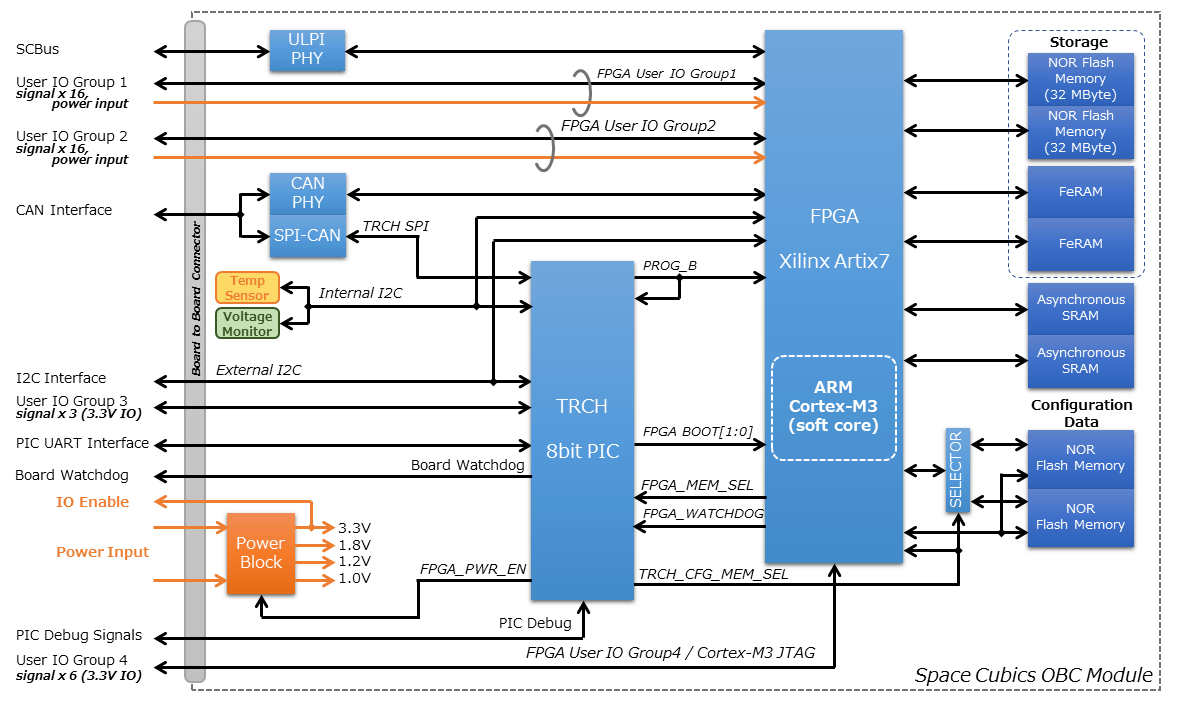 SCBus
User IO Group 1
signal x 16,
power input
User IO Group 2
signal x 16,
power input
CAN Interface
I2C Interface
User IO Group 3
signal x 3 (3.3V IO)
PIC UART Interface
Board Watchdog
IO Enable
Power Input
PIC Debug Signals
User IO Group 4
signal x 6 (3.3V IO)
Board to Board Connector
ULPI
PHY
FPGA User IO Group1
FPGA User IO Group2
CAN
PHY
SPI-CAN
TRCH SPI
Temp
Sensor
Voltage
Monitor
Internal I2C
External I2C
Board Watchdog
Power
Block
3.3V
1.8V
1.2V
1.0V
FPGA_PWR_EN
PIC Debug
FPGA User IO Group4 / Cortex-M3 JTAG
TRCH
8bit PIC
PROG_B
FPGA BOOT[1:0]
FPGA_MEM_SEL
FPGA_WATCHDOG
TRCH_CFG_MEM_SEL
FPGA
Xilinx Artix7
ARM
Cortex-M3
(soft core)
SELECTOR
Storage
NOR Flash
Memory
(32 MByte)
NOR Flash
Memory
(32 MByte)
FeRAM
FeRAM
Asynchronous
SRAM
Asynchronous
SRAM
Configuration
Data
NOR
Flash Memory
NOR
Flash Memory
Space Cubics OBC Module